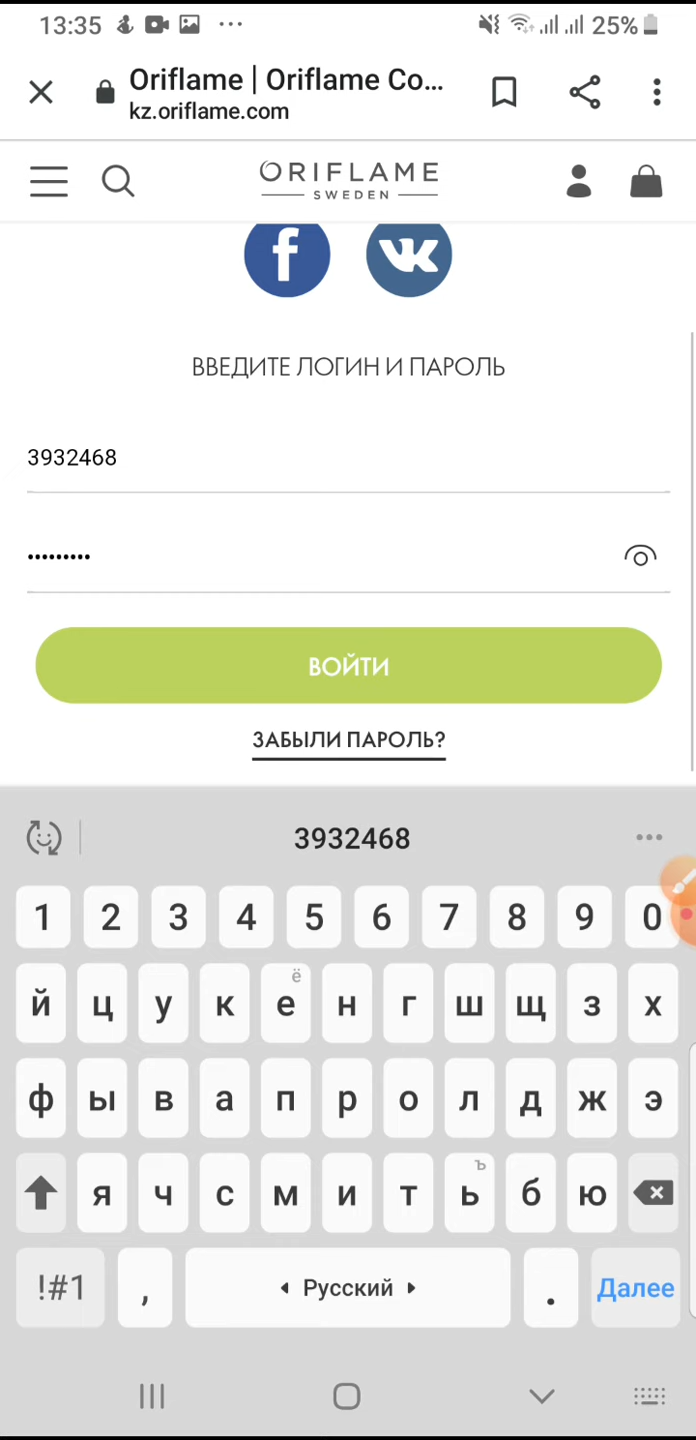 13:35 ... 25%
Oriflame | Oriflame Co...
kz.oriflame.com
ORIFLAME
SWEDEN
f VK
ВВЕДИТЕ ЛОГИН И ПАРОЛЬ
3932468
•••••••••
ВОЙТИ
ЗАБЫЛИ ПАРОЛЬ?
3932468 •••
1 2 3 4 5 6 7 8 9 0
ё
й ц у к е н г ш щ з х
ф ы в а п р о л д ж э
ъ
я ч с м и т ь б ю
!#1 , Русский . Далее